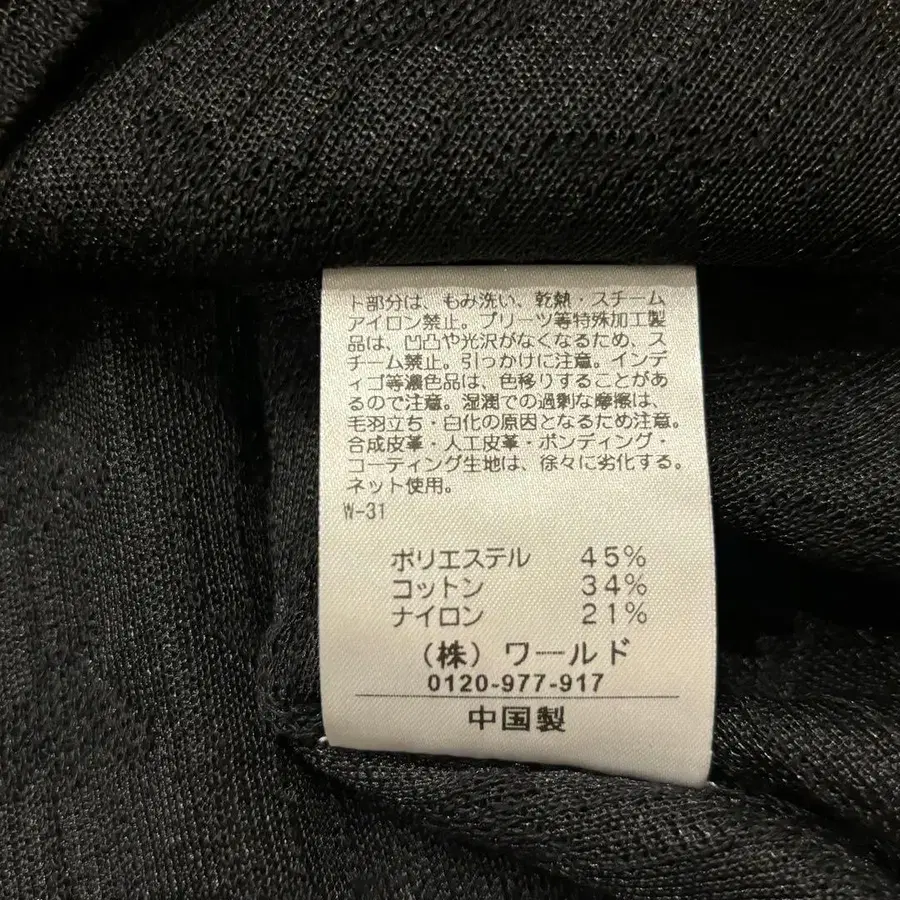 ト部分は、もみ洗い、乾熱・スチーム
アイロン禁止。プリーツ等特殊加工製
品は、凹凸や光沢がなくなるため、ス
チーム禁止。引っかけに注意。インデ
ィゴ等濃色品は、色移りすることがあ
るので注意。湿潤での過剰な摩擦は、
毛羽立ち・白化の原因となるため注意。
合成皮革・人工皮革・ボンディング・
コーティング生地は、徐々に劣化する。
ネット使用。
W-31
ポリエステル 45%
コットン 34%
ナイロン 21%
(株)ワールド
0120-977-917
中国製